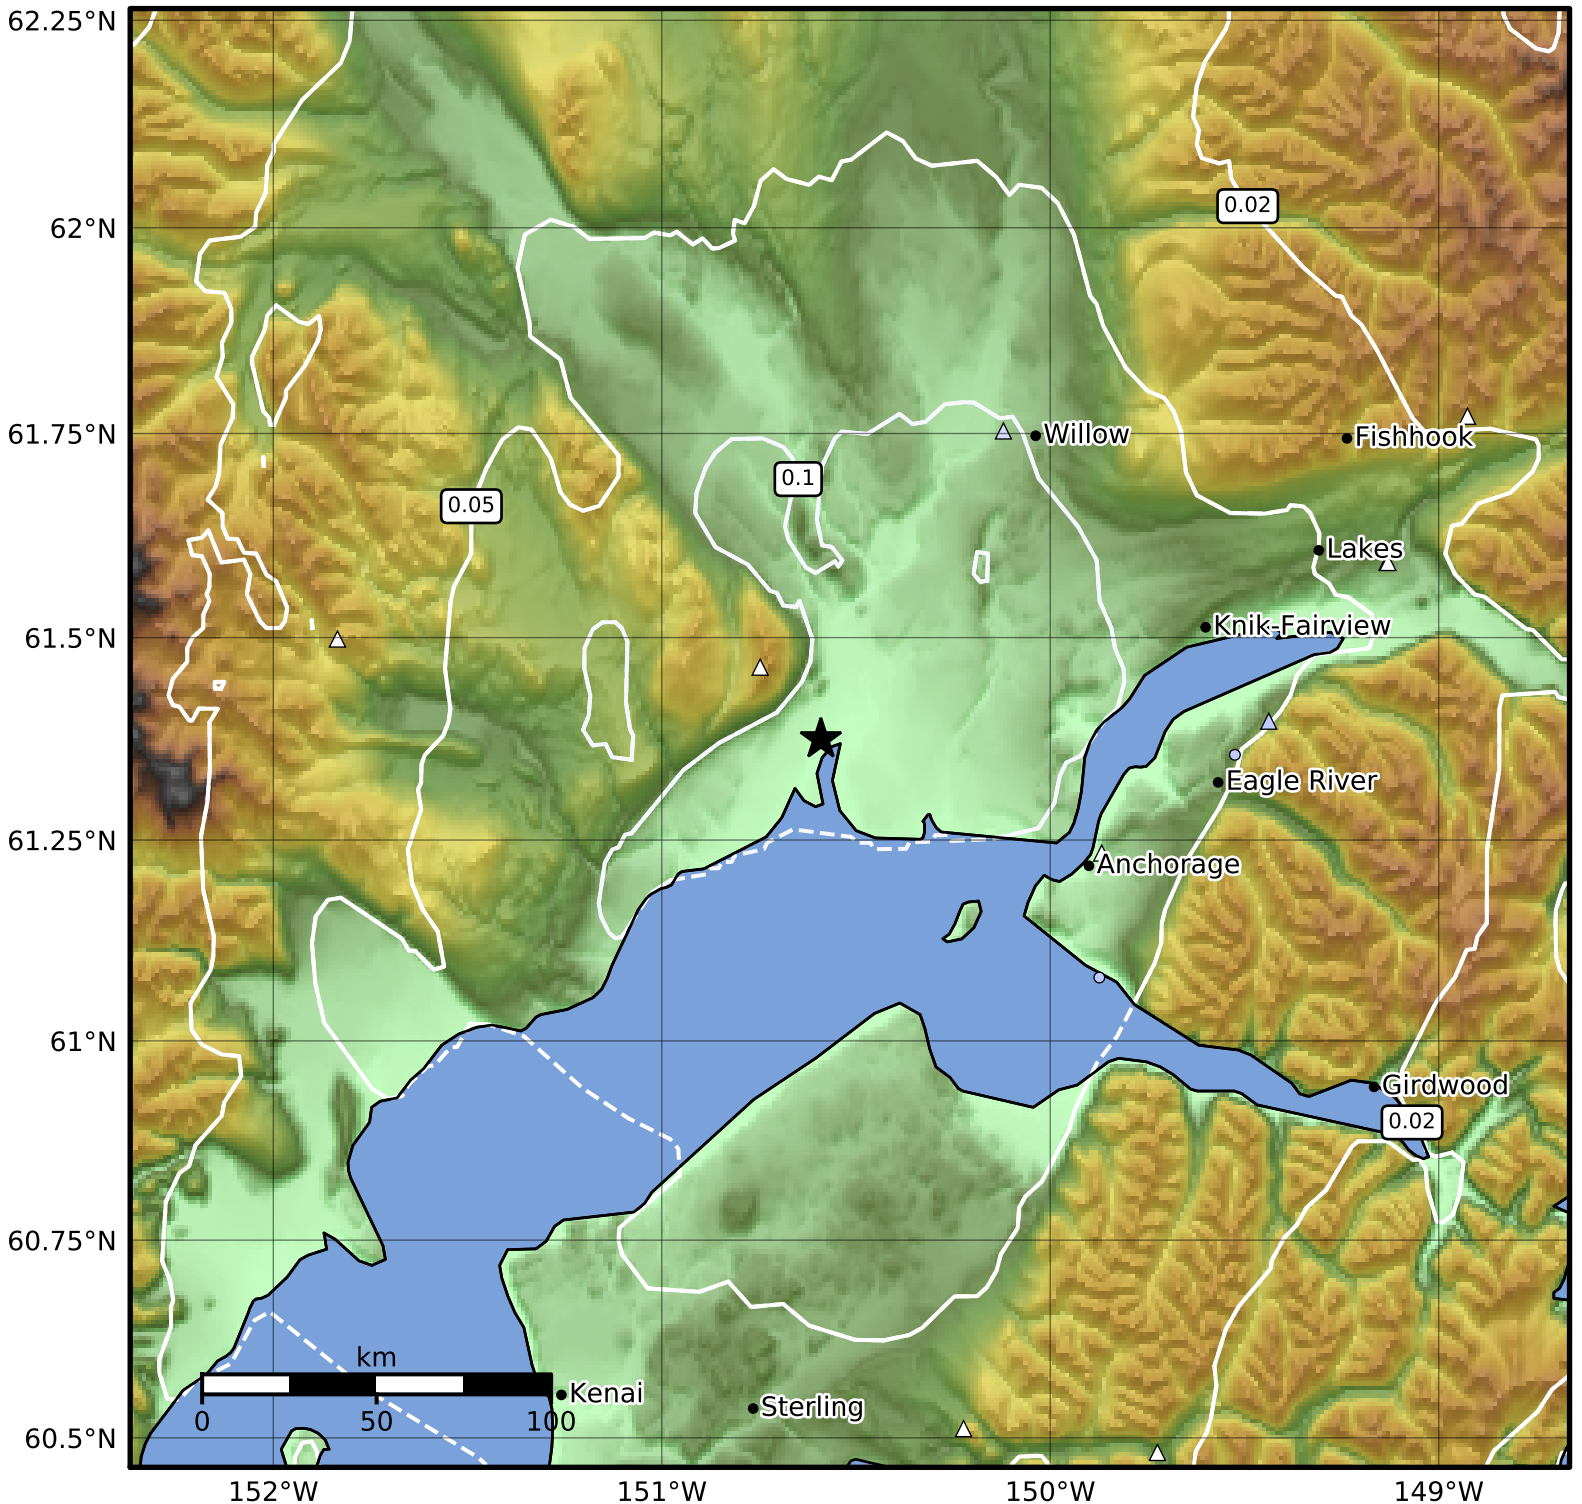 62.25°N
0.02
62°N
61.75°N
Willow
Fishhook
0.1
0.05
Lakes
61.5°N
Knik-Fairview
Eagle River
61.25°N
Anchorage
61°N
Girdwood
0.02
60.75°N
km
Kenai
Sterling
0 50 100
60.5°N
152°W 151°W 150°W 149°W